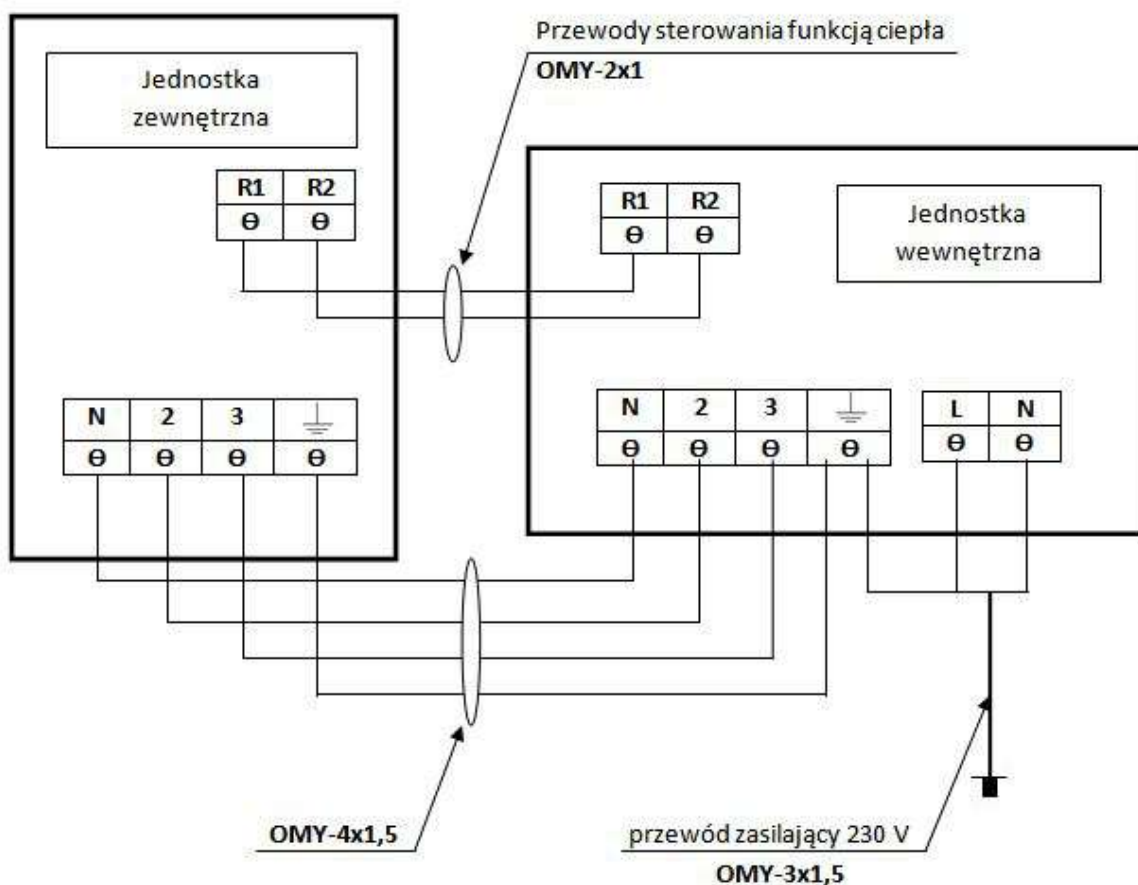 Jednostka
zewnętrzna
Przewody sterowania funkcją ciepła
OMY-2x1
R1 R2
Ɵ Ɵ
R1 R2
Ɵ Ɵ
Jednostka
wewnętrzna
N 2 3
Ɵ Ɵ Ɵ Ɵ
N 2 3
Ɵ Ɵ Ɵ Ɵ
L N
Ɵ Ɵ
OMY-4x1,5
przewód zasilający 230 V
OMY-3x1,5